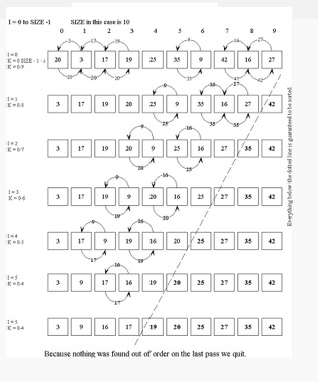 I = 0 to SIZE -1 SIZE in this case is 10
0 1 2 3 4 5 6 7 8 9
I = 0
K = 0 SIZE - 1 - I
K = 0-9
20 3 17 19 25 35 9 42 16 27
I = 1
K = 0-8
3 17 19 20 25 9 35 16 27 42
I = 2
K = 0-7
3 17 19 20 9 25 16 27 35 42
I = 3
K = 0-6
3 17 19 9 20 16 25 27 35 42
I = 4
K = 0-5
3 17 9 19 16 20 25 27 35 42
I = 5
K = 0-4
3 9 17 16 19 20 25 27 35 42
I = 5
K = 0-4
3 9 16 17 19 20 25 27 35 42
Everything below the dotted line is guaranteed to be sorted.
Because nothing was found out of order on the last pass we quit.